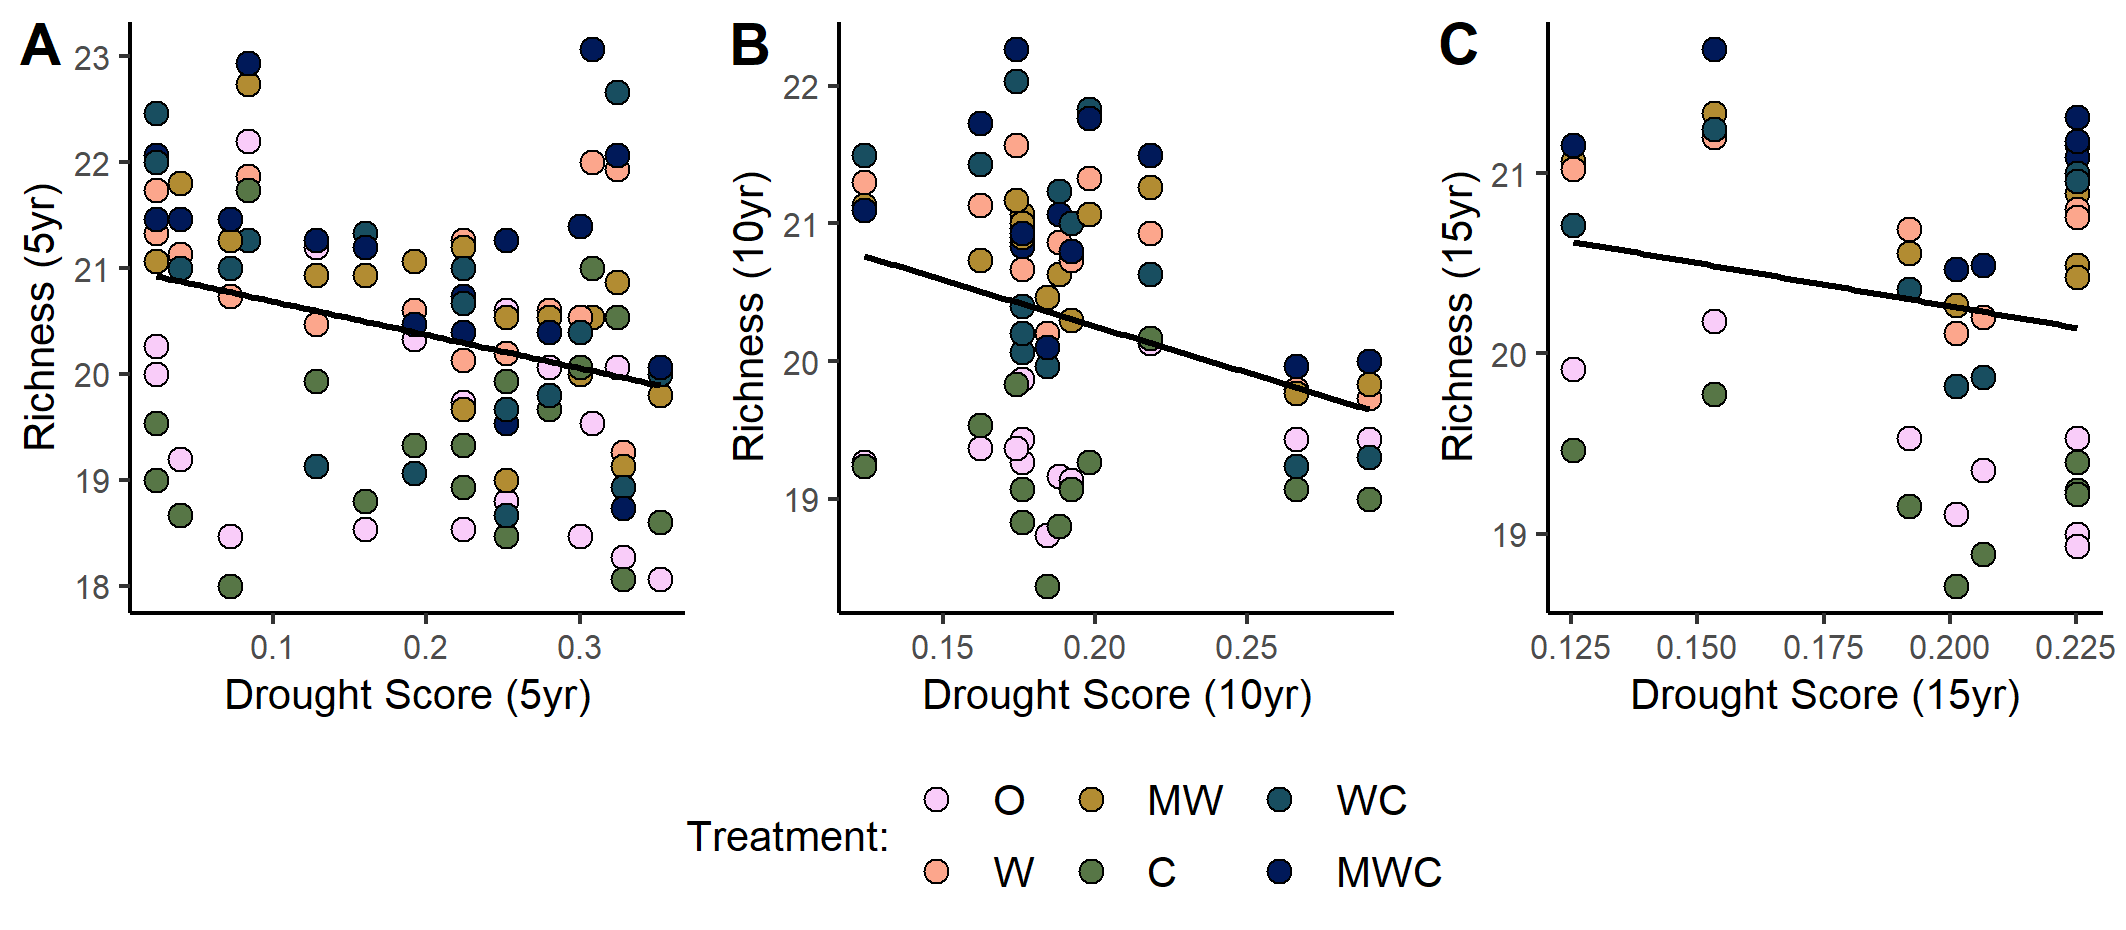 A
B
C
Richness (5yr)
23
22
21
20
19
18
0.1 0.2 0.3
Drought Score (5yr)
Richness (10yr)
22
21
20
19
0.15 0.20 0.25
Drought Score (10yr)
Richness (15yr)
21
20
19
0.125 0.150 0.175 0.200 0.225
Drought Score (15yr)
Treatment:
O MW WC
W C MWC